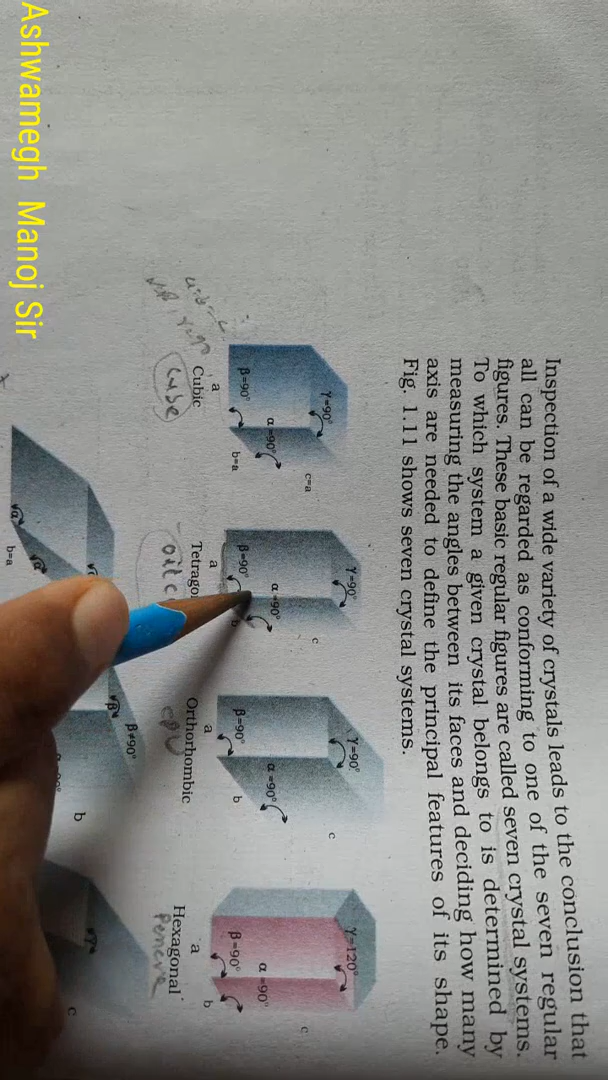 Ashwamegh Manoj Sir
Inspection of a wide variety of crystals leads to the conclusion that
all can be regarded as conforming to one of the seven regular
figures. These basic regular figures are called seven crystal systems.
To which system a given crystal belongs to is determined by
measuring the angles between its faces and deciding how many
axis are needed to define the principal features of its shape.
Fig. 1.11 shows seven crystal systems.
γ=90°
c=a
α=90°
β=90°
b=a
a
Cubic
cube
γ=90°
c
α=90°
β=90°
b
a
γ=90°
c
α=90°
β=90°
b
a
Orthorhombic
γ=120°
c
α=90°
β=90°
b
a
Hexagonal
α
α
b=a
β≠90°
β
b
γ
c